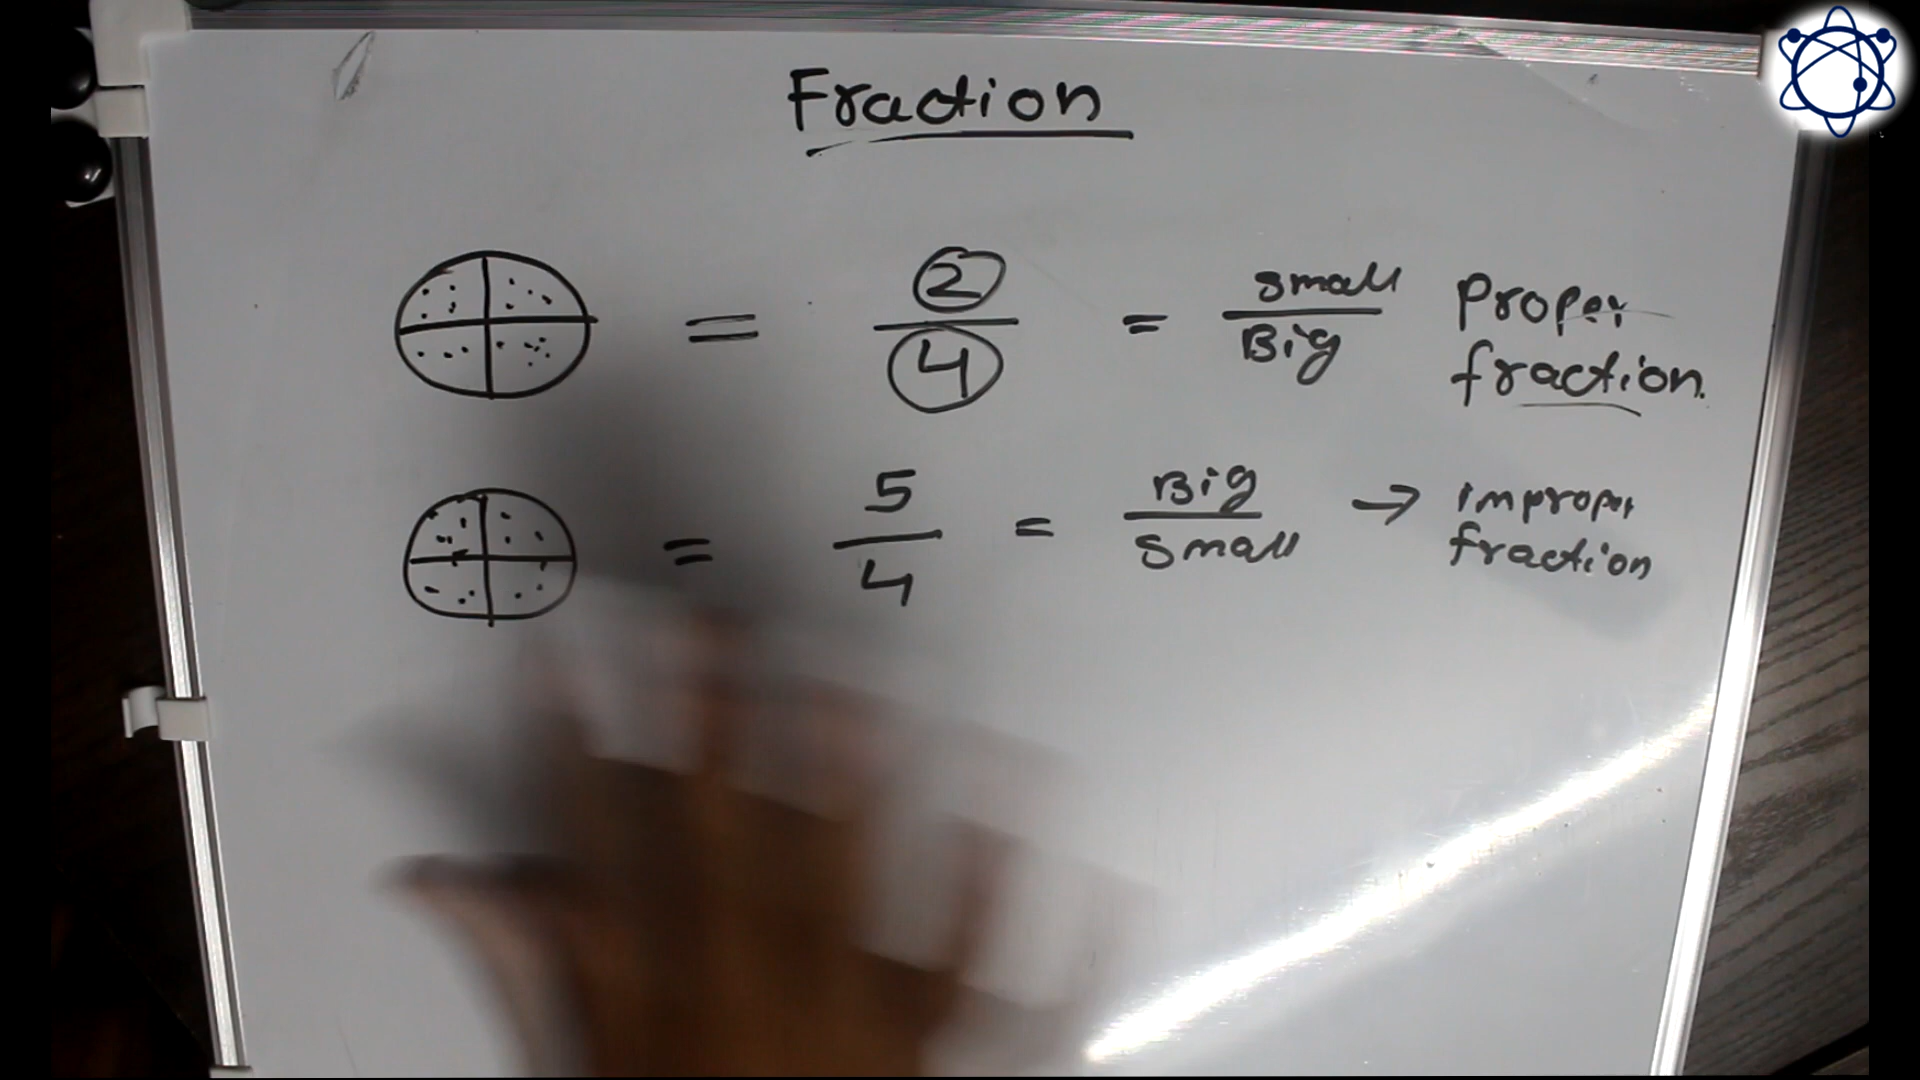 Fraction
= 2/4 = small/Big Proper fraction.
= 5/4 = Big/small → improper fraction